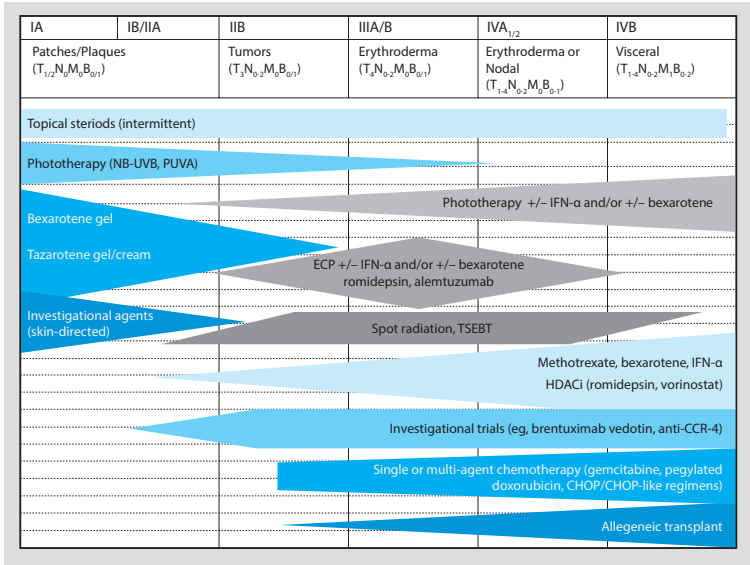 IA IB/IIA IIB IIIA/B IVA1/2 IVB
Patches/Plaques
(T1/2N0M0B0/1)
Tumors
(T3N0-2M0B0/1)
Erythroderma
(T4N0-2M0B0/1)
Erythroderma or
Nodal
(T1-4N0-2M0B0-1)
Visceral
(T1-4N0-2M1B0-2)
Topical steriods (intermittent)
Phototherapy (NB-UVB, PUVA)
Phototherapy +/– IFN-α and/or +/– bexarotene
Bexarotene gel
Tazarotene gel/cream
ECP +/– IFN-α and/or +/– bexarotene
romidepsin, alemtuzumab
Investigational agents
(skin-directed)
Spot radiation, TSEBT
Methotrexate, bexarotene, IFN-α
HDACi (romidepsin, vorinostat)
Investigational trials (eg, brentuximab vedotin, anti-CCR-4)
Single or multi-agent chemotherapy (gemcitabine, pegylated
doxorubicin, CHOP/CHOP-like regimens)
Allegeneic transplant